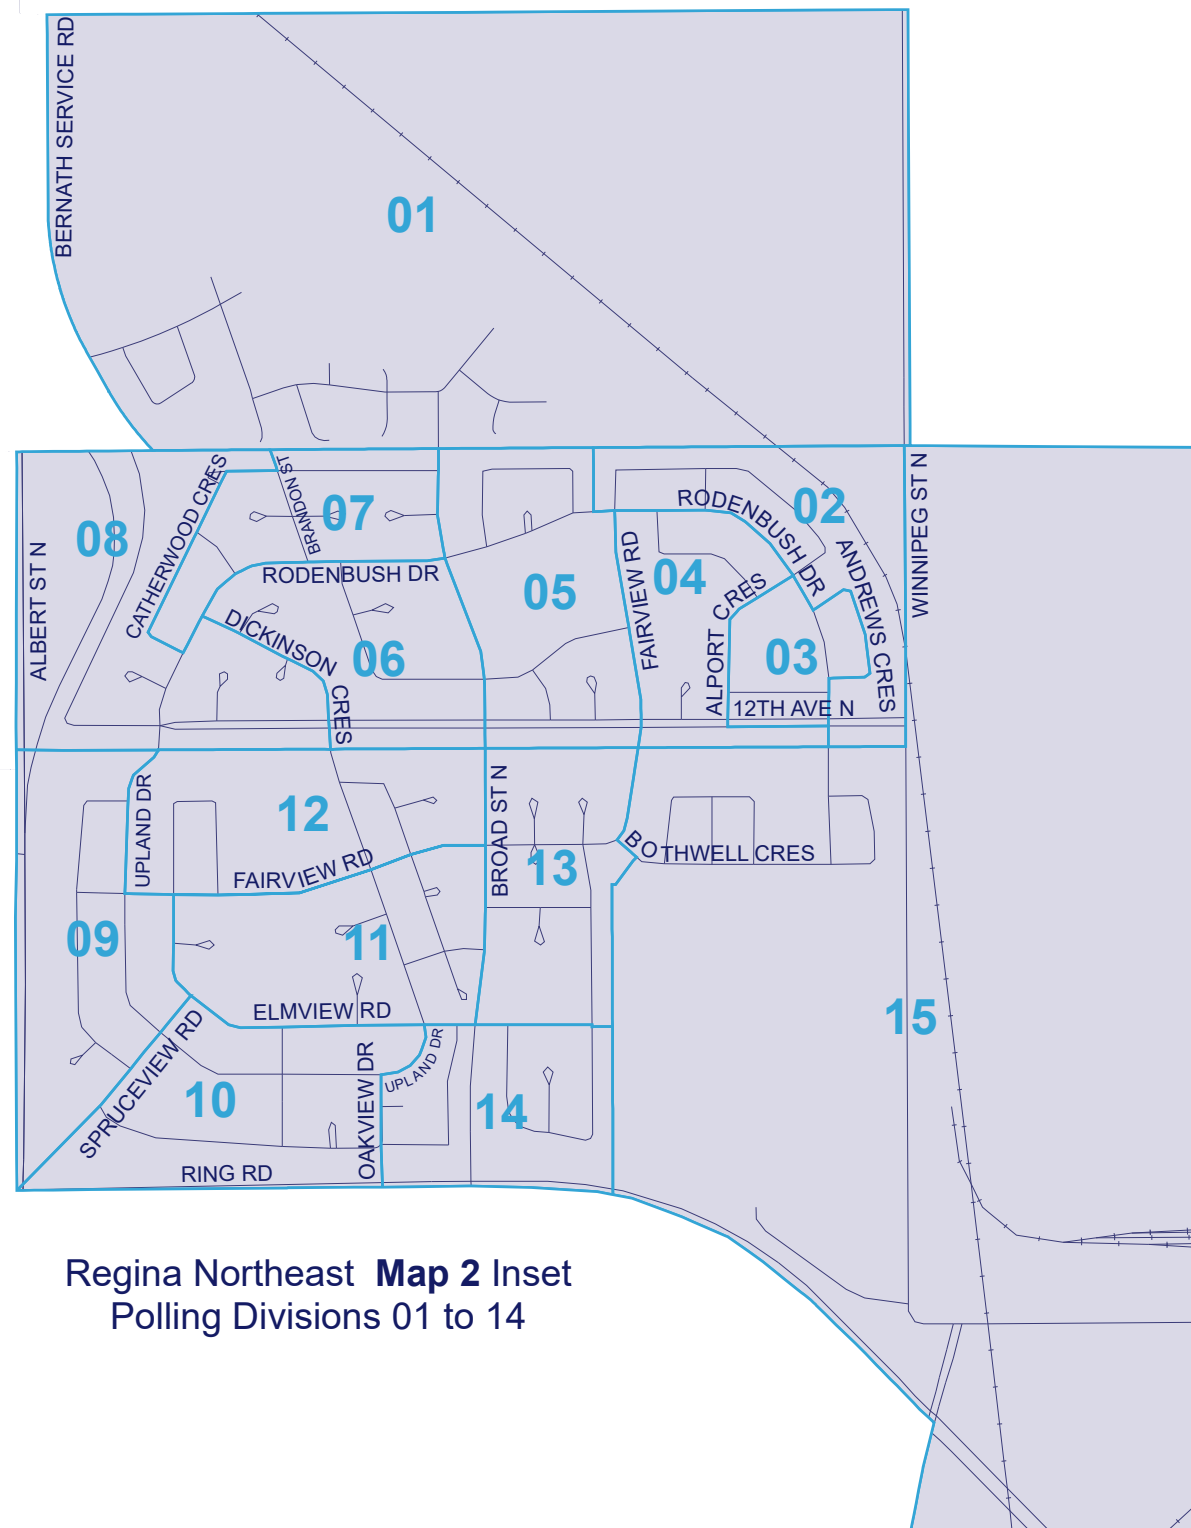 BERNATH SERVICE RD
01
CATHERWOOD CRES
BRANDON ST
07
08
ALBERT ST N
RODENBUSH DR
02
WINNIPEG ST N
RODENBUSH DR
05
FAIRVIEW RD
04
ALPORT CRES
03
ANDREWS CRES
DICKINSON CRES
06
12TH AVE N
UPLAND DR
12
FAIRVIEW RD
BROAD ST N
13
BOTHWELL CRES
09
11
15
ELMVIEW RD
SPRUCEVIEW RD
10
OAKVIEW DR
UPLAND DR
14
RING RD
Regina Northeast Map 2 Inset
Polling Divisions 01 to 14